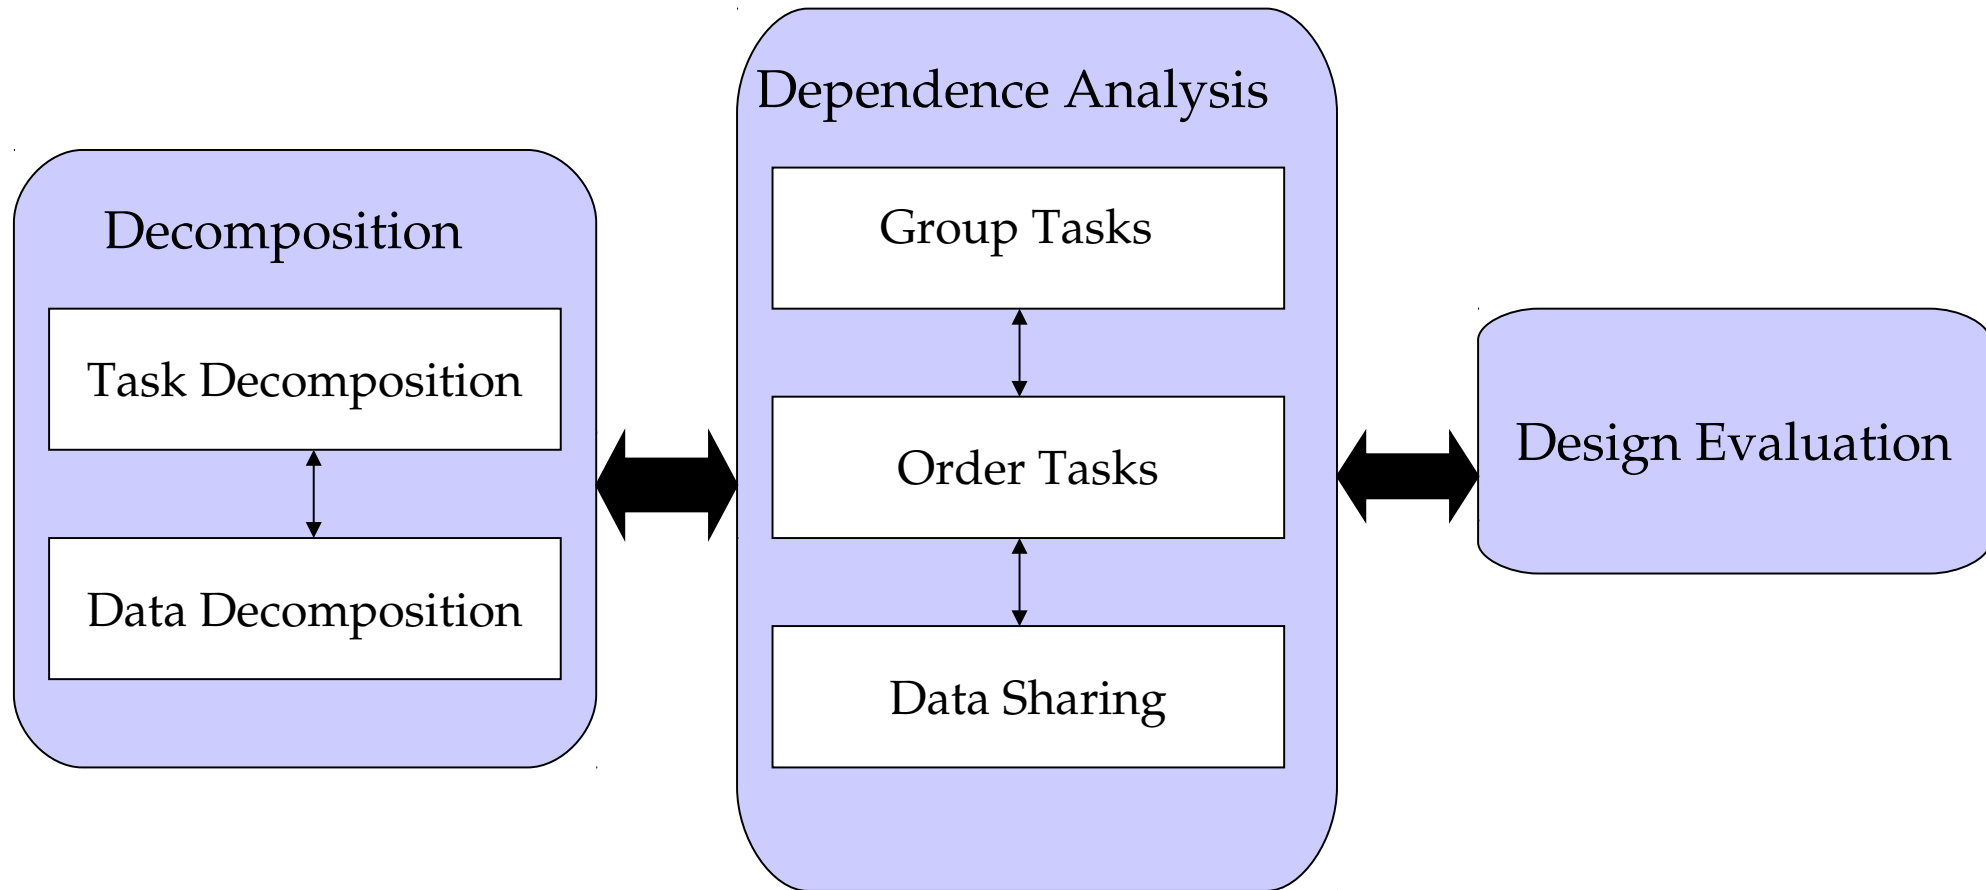 Decomposition
Task Decomposition
Data Decomposition
Dependence Analysis
Group Tasks
Order Tasks
Data Sharing
Design Evaluation